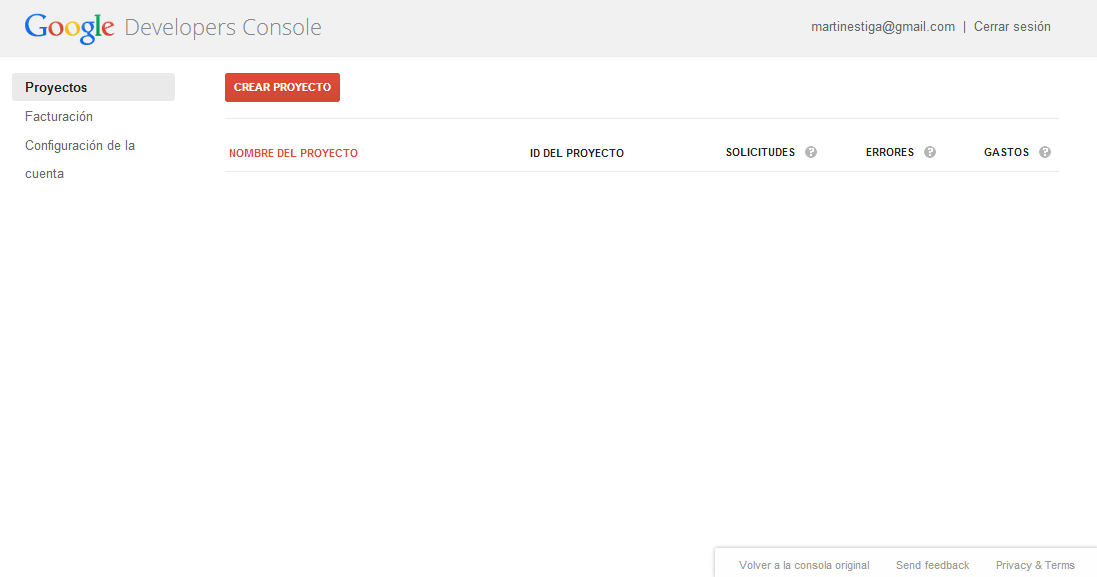 Google Developers Console
martinestiga@gmail.com | Cerrar sesión
Proyectos
Facturación
Configuración de la
cuenta
CREAR PROYECTO
NOMBRE DEL PROYECTO
ID DEL PROYECTO
SOLICITUDES ?
ERRORES ?
GASTOS ?
Volver a la consola original
Send feedback
Privacy & Terms